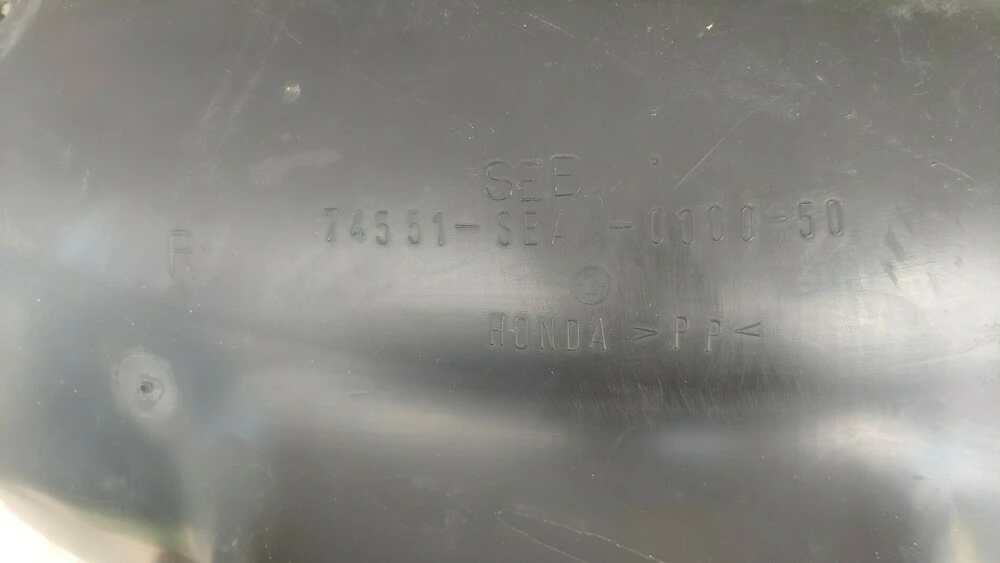 SEB
74551-SEA -0000-50
R
HONDA >PP<